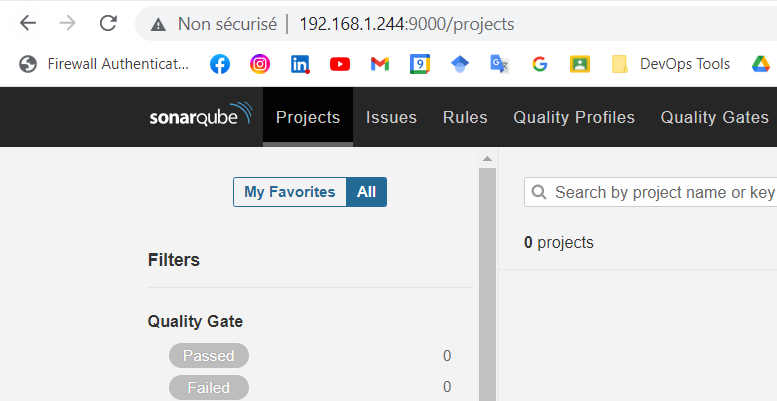 Non sécurisé | 192.168.1.244:9000/projects
Firewall Authenticat... DevOps Tools
sonarqube Projects Issues Rules Quality Profiles Quality Gates
My Favorites All
Search by project name or key
0 projects
Filters
Quality Gate
Passed 0
Failed 0